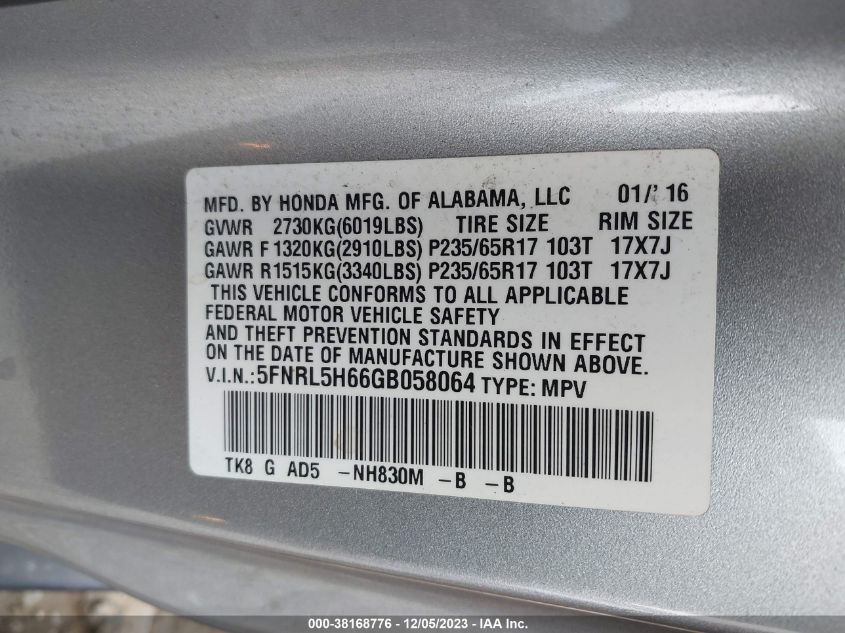 MFD. BY HONDA MFG. OF ALABAMA, LLC 01/' 16
GVWR 2730KG(6019LBS) TIRE SIZE RIM SIZE
GAWR F 1320KG(2910LBS) P235/65R17 103T 17X7J
GAWR R1515KG(3340LBS) P235/65R17 103T 17X7J
THIS VEHICLE CONFORMS TO ALL APPLICABLE
FEDERAL MOTOR VEHICLE SAFETY
AND THEFT PREVENTION STANDARDS IN EFFECT
ON THE DATE OF MANUFACTURE SHOWN ABOVE.
V.I.N.:5FNRL5H66GB058064 TYPE: MPV
TK8 G AD5 -NH830M -B -B
000-38168776 - 12/05/2023 - IAA Inc.